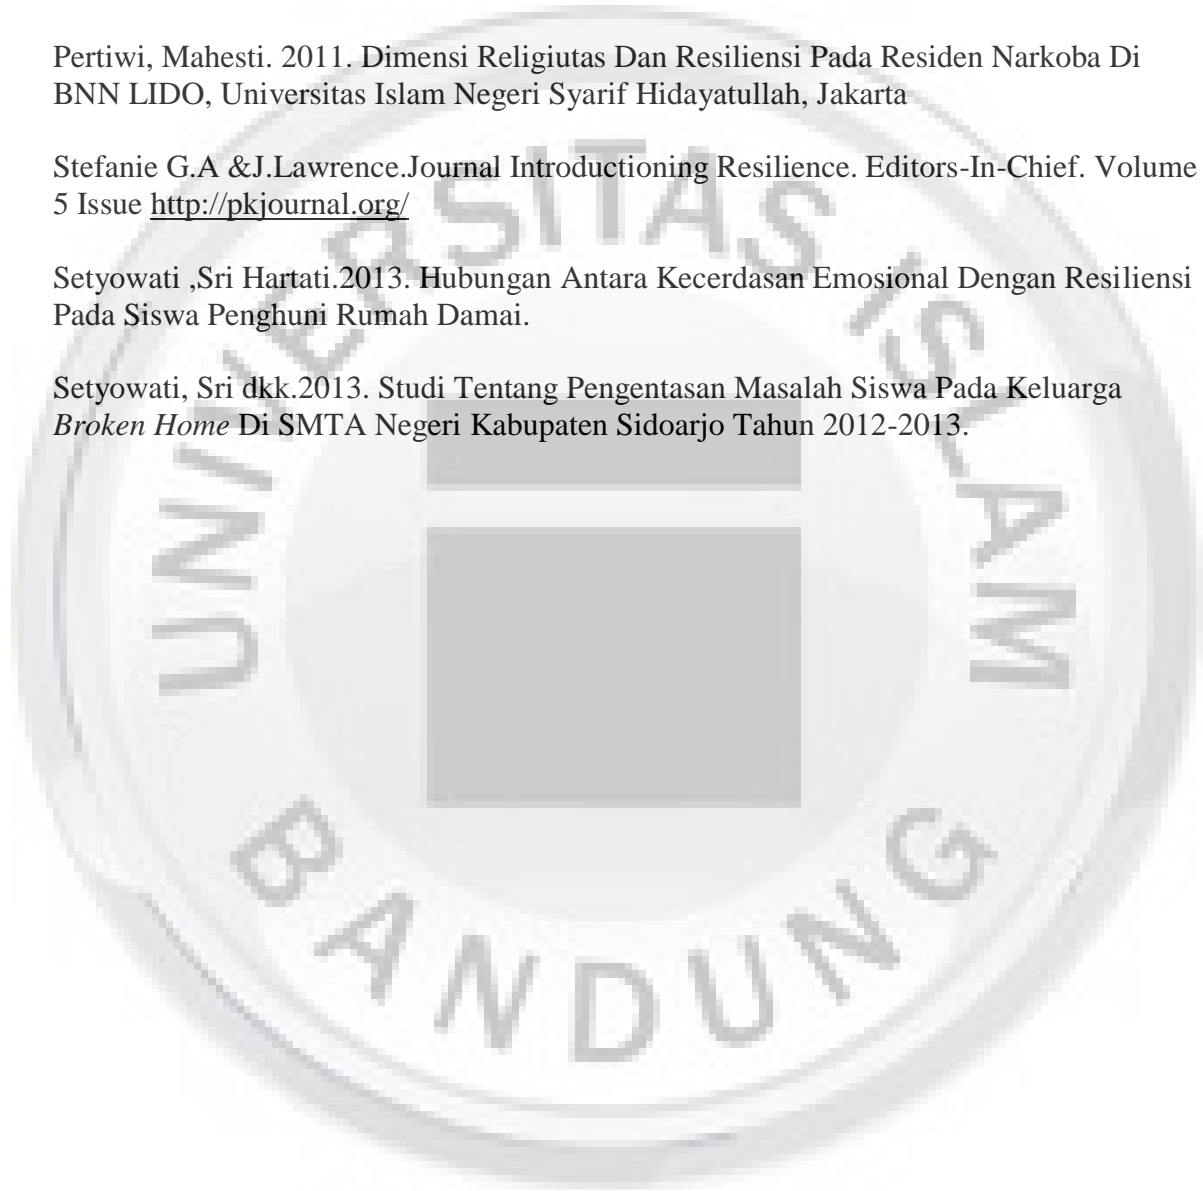 Pertiwi, Mahesti. 2011. Dimensi Religiutas Dan Resiliensi Pada Residen Narkoba Di
BNN LIDO, Universitas Islam Negeri Syarif Hidayatullah, Jakarta
Stefanie G.A &J.Lawrence.Journal Introductioning Resilience. Editors-In-Chief. Volume
5 Issue http://pkjournal.org/
Setyowati ,Sri Hartati.2013. Hubungan Antara Kecerdasan Emosional Dengan Resiliensi
Pada Siswa Penghuni Rumah Damai.
Setyowati, Sri dkk.2013. Studi Tentang Pengentasan Masalah Siswa Pada Keluarga
Broken Home Di SMTA Negeri Kabupaten Sidoarjo Tahun 2012-2013.
UNIVERSITAS ISLAM
BANDUNG